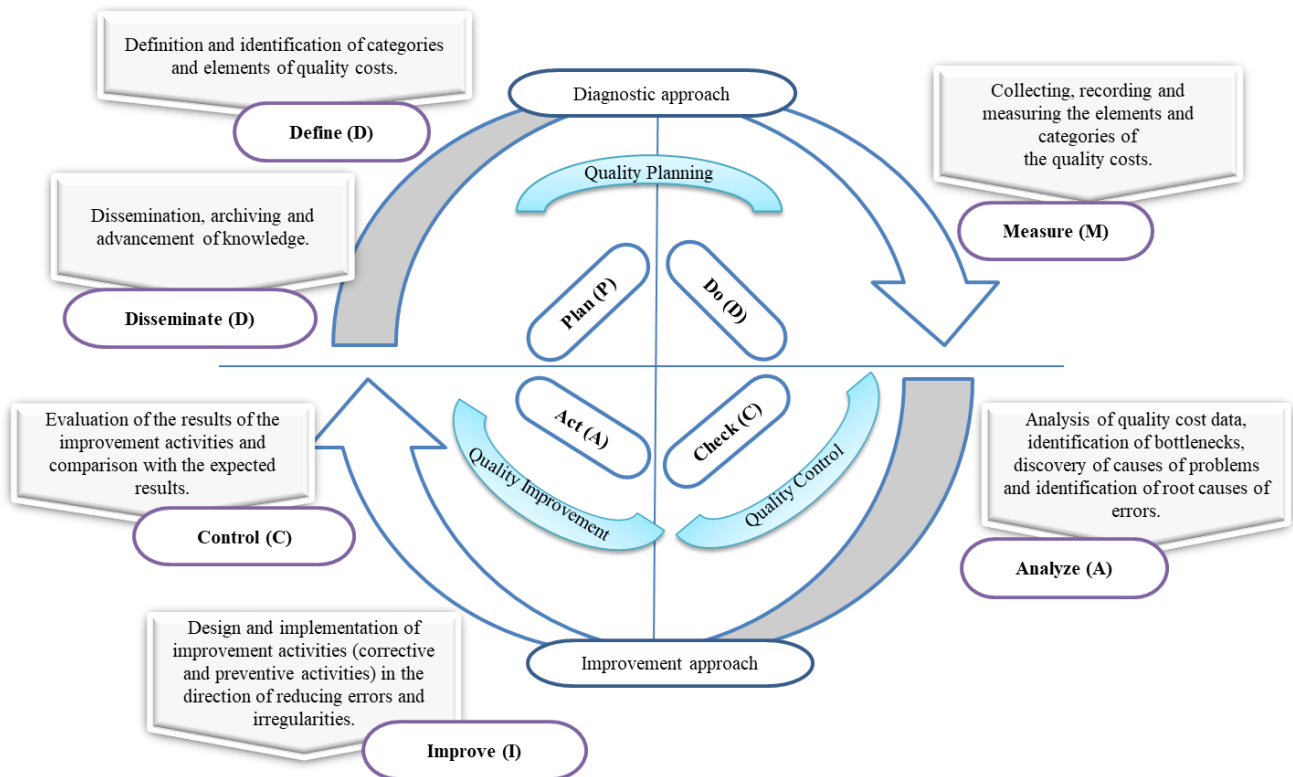 Definition and identification of categories
and elements of quality costs.
Define (D)
Diagnostic approach
Collecting, recording and
measuring the elements and
categories of
the quality costs.
Measure (M)
Quality Planning
Dissemination, archiving and
advancement of knowledge.
Disseminate (D)
Plan (P)
Do (D)
Act (A)
Check (C)
Quality Improvement
Quality Control
Evaluation of the results of the
improvement activities and
comparison with the expected
results.
Control (C)
Analysis of quality cost data,
identification of bottlenecks,
discovery of causes of problems
and identification of root causes of
errors.
Analyze (A)
Improvement approach
Design and implementation of
improvement activities (corrective
and preventive activities) in the
direction of reducing errors and
irregularities.
Improve (I)